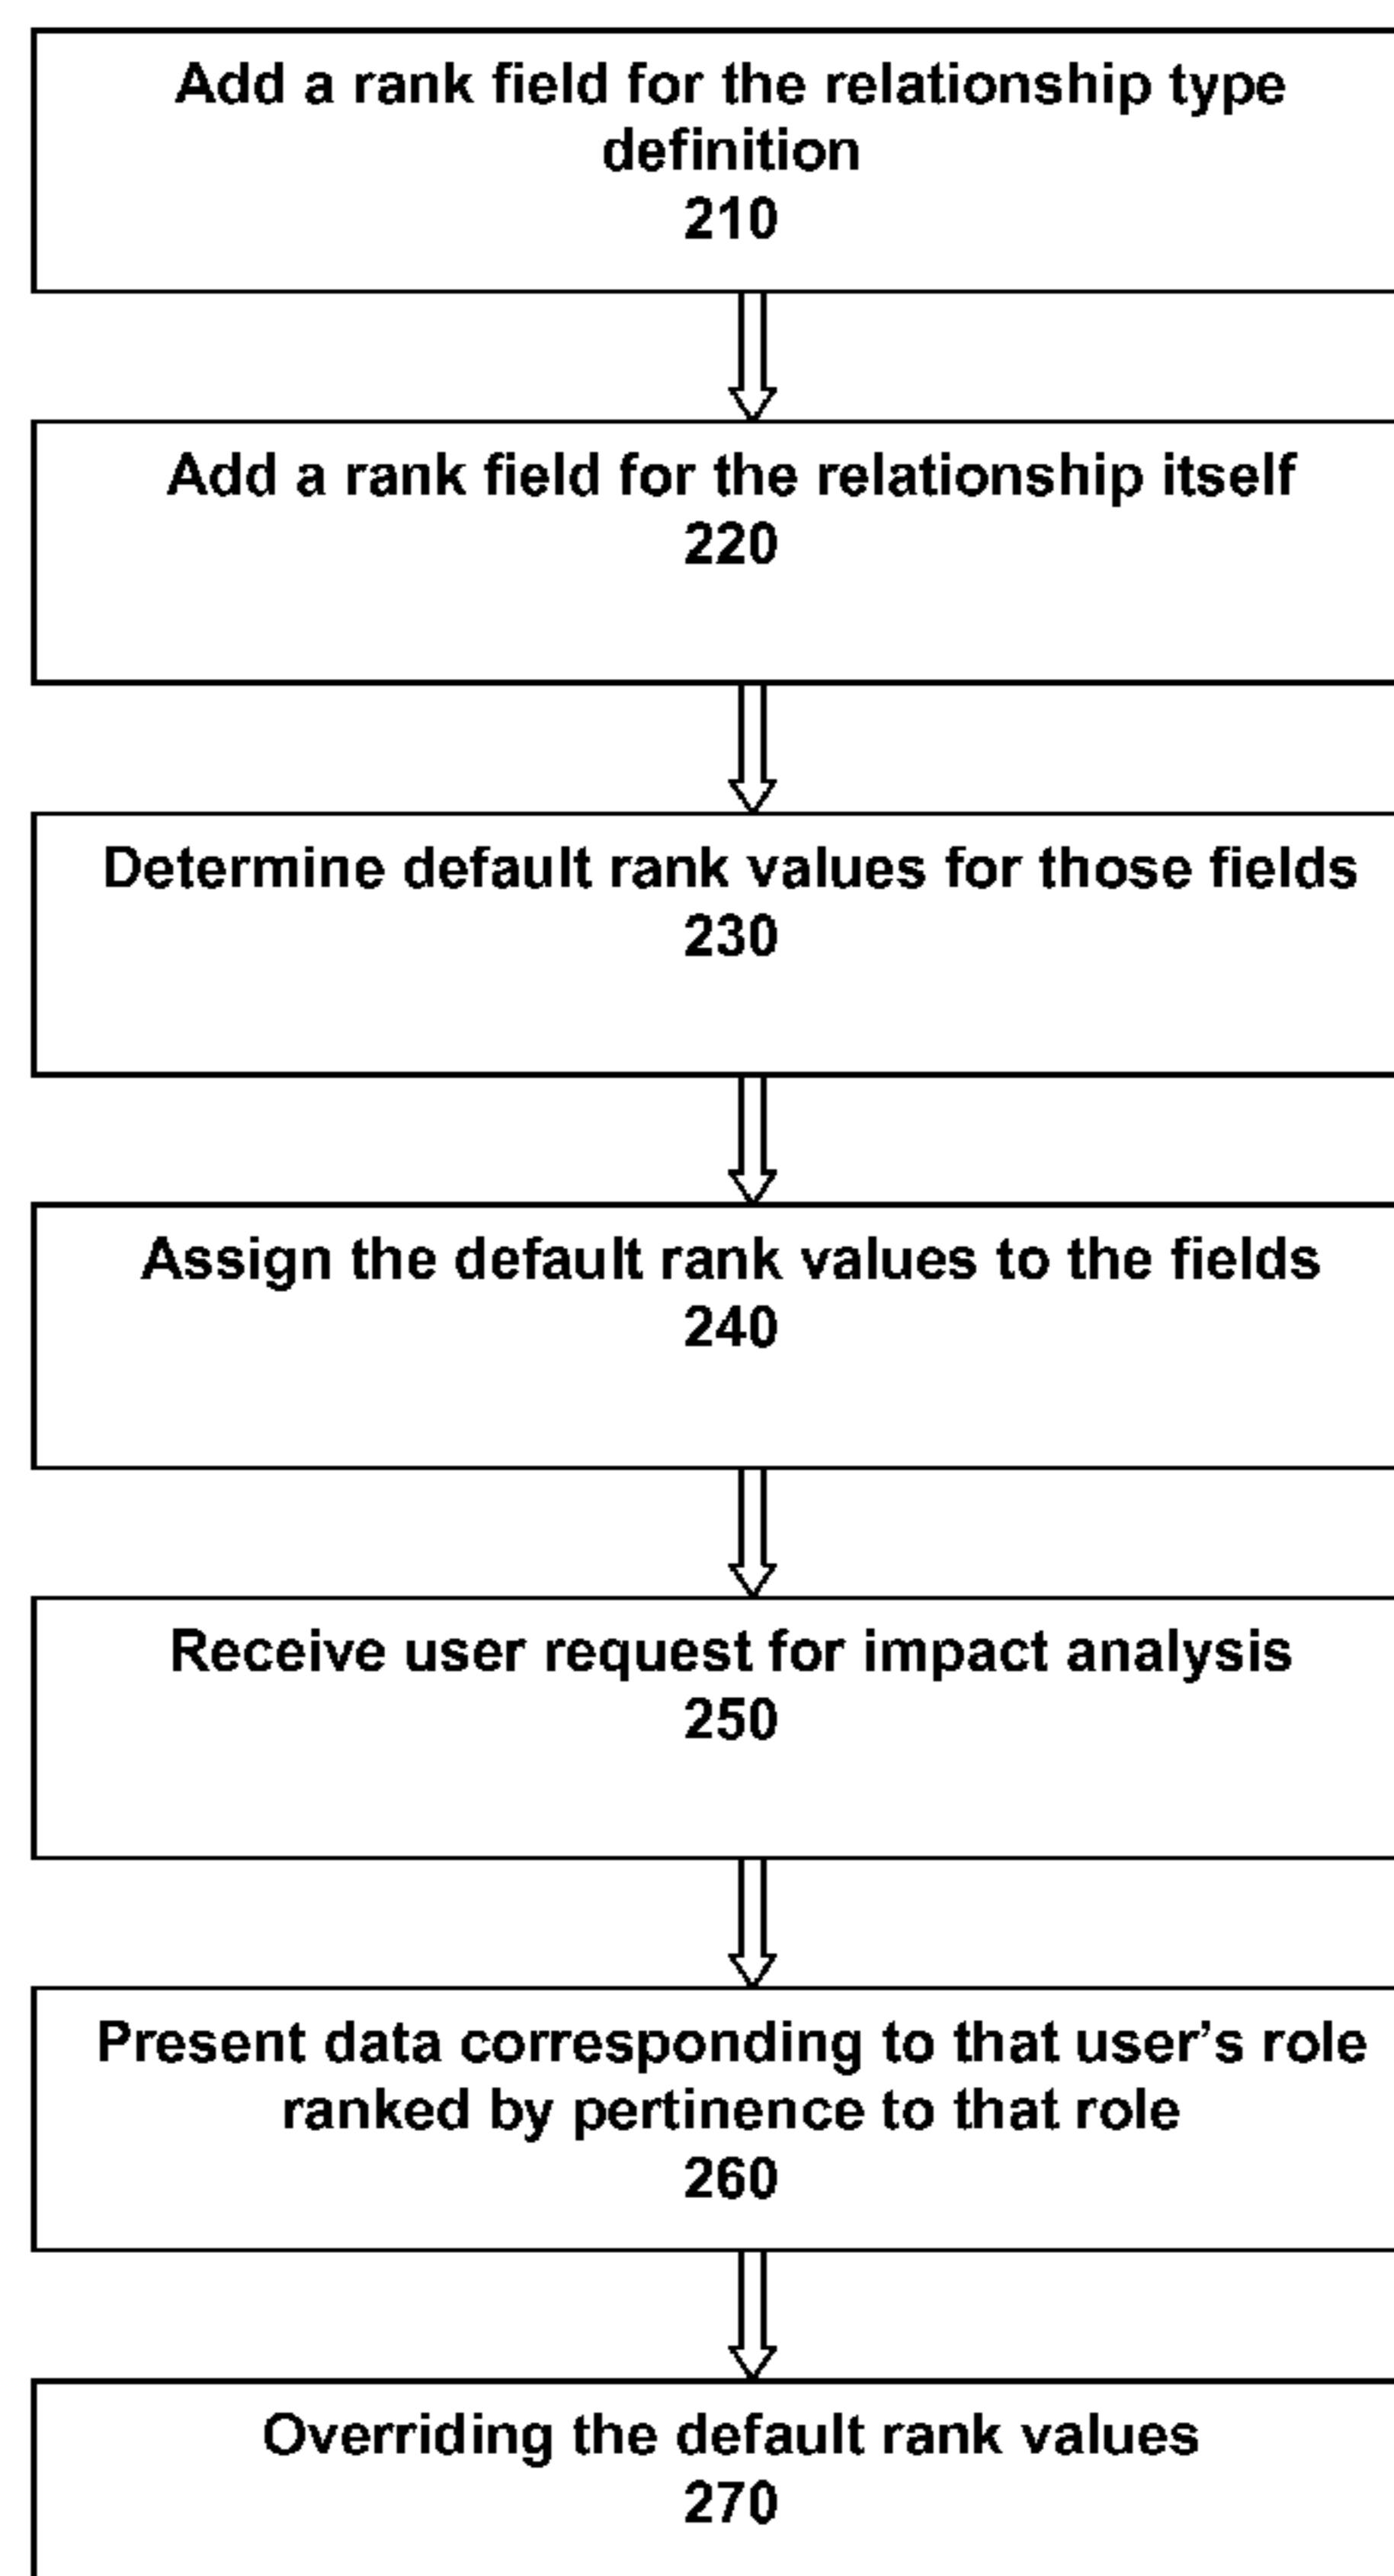 Add a rank field for the relationship type
definition
210
Add a rank field for the relationship itself
220
Determine default rank values for those fields
230
Assign the default rank values to the fields
240
Receive user request for impact analysis
250
Present data corresponding to that user’s role
ranked by pertinence to that role
260
Overriding the default rank values
270